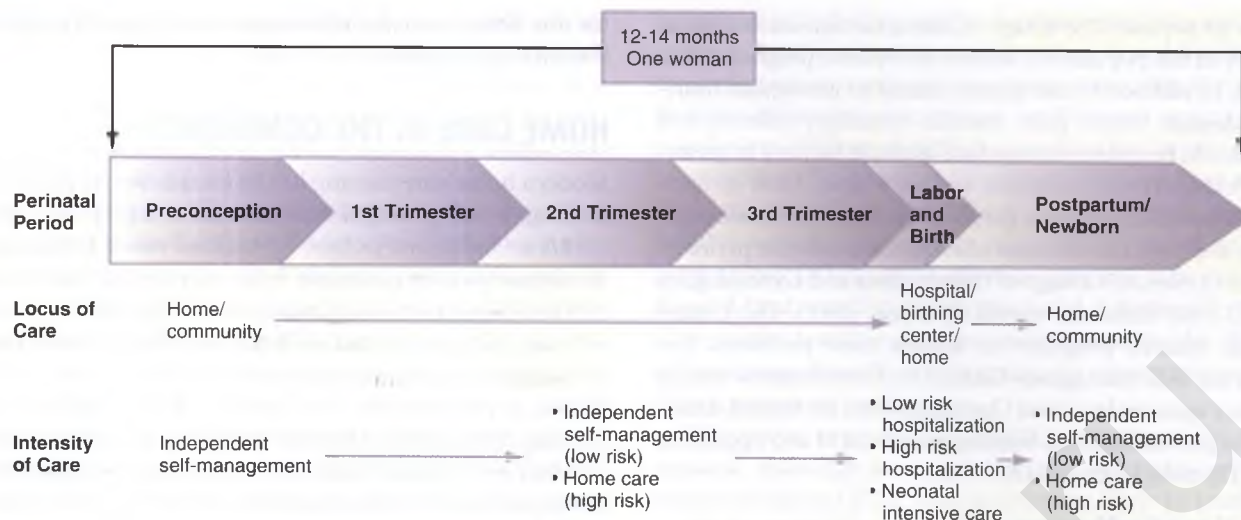 12-14 months
One woman
HOME CARE IN THE
Perinatal
Period
Preconception
1st Trimester
2nd Trimester
3rd Trimester
Labor
and
Birth
Postpartum/
Newborn
Locus of
Care
Home/
community
Hospital/
birthing
center/
home
Home/
community
Intensity
of Care
Independent
self-management
• Independent
self-management
(low risk)
• Home care
(high risk)
• Low risk
hospitalization
• High risk
hospitalization
• Neonatal
intensive care
• Independent
self-management
(low risk)
• Home care
(high risk)